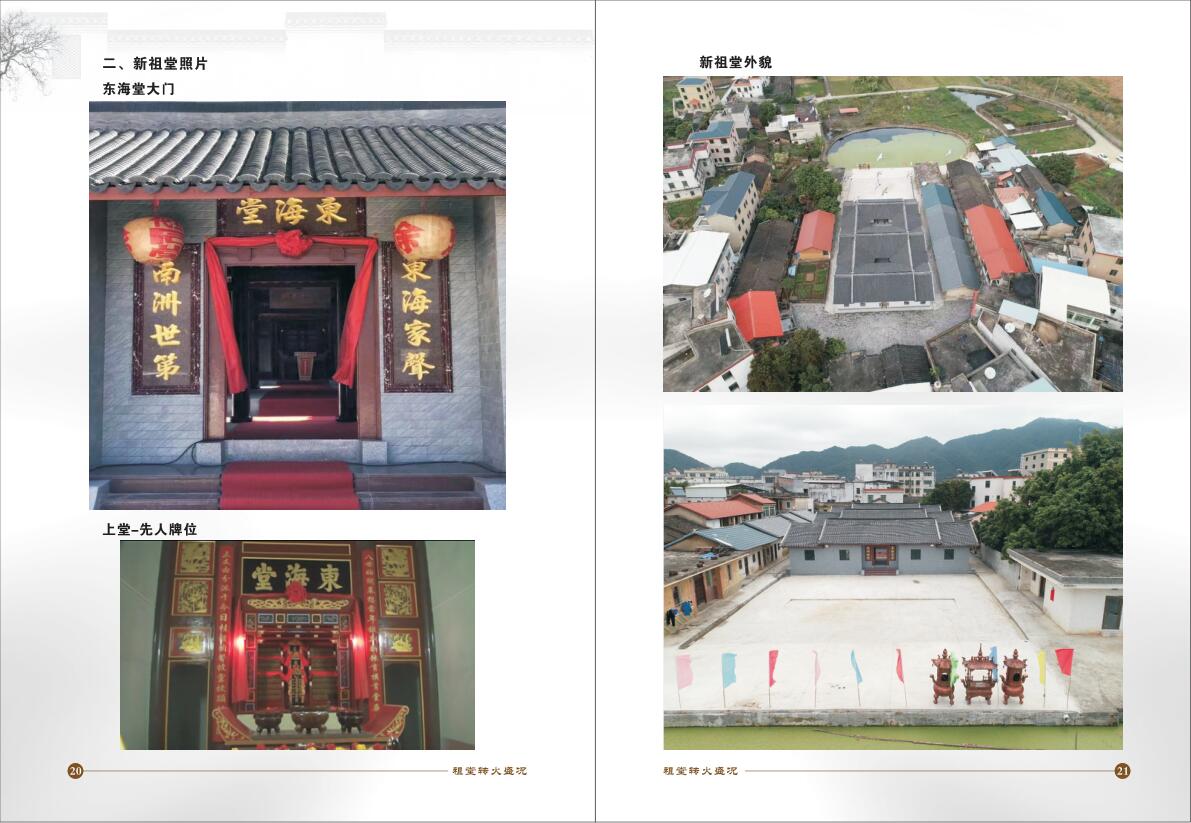 二、新祖堂照片
东海堂大门
堂海東
南洲世第
余
東海家聲
上堂–先人牌位
堂海東
20
祖堂转火盛况
新祖堂外貌
祖堂转火盛况
21